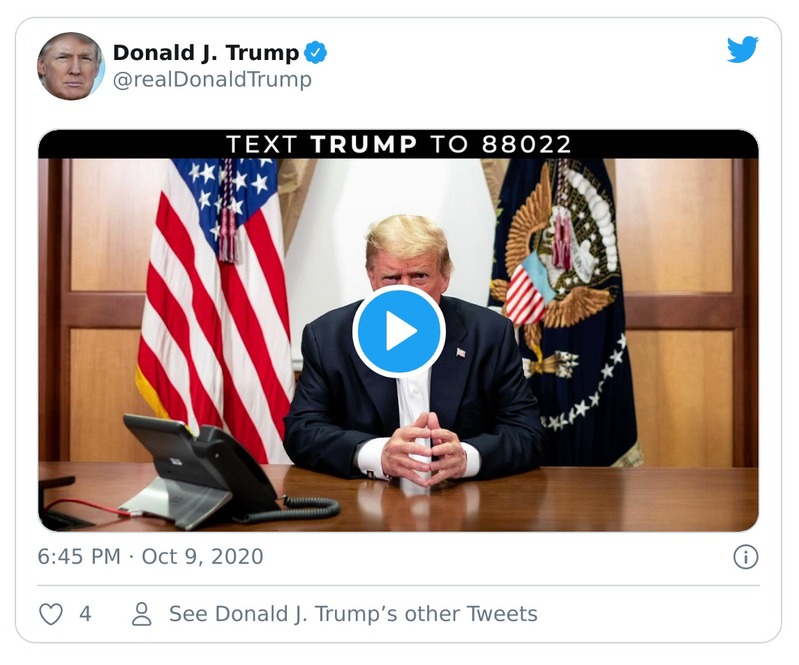 Donald J. Trump
@realDonaldTrump
TEXT TRUMP TO 88022
6:45 PM · Oct 9, 2020
4
See Donald J. Trump’s other Tweets